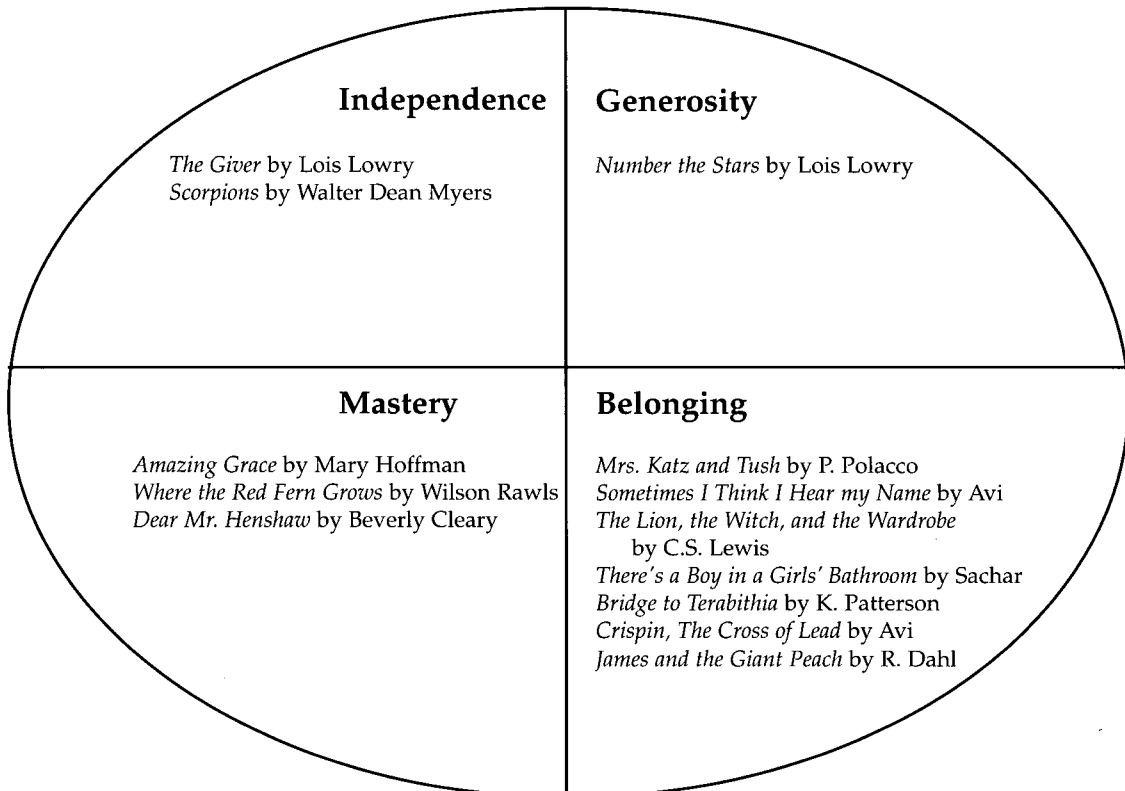 Independence
The Giver by Lois Lowry
Scorpions by Walter Dean Myers
Generosity
Number the Stars by Lois Lowry
Mastery
Amazing Grace by Mary Hoffman
Where the Red Fern Grows by Wilson Rawls
Dear Mr. Henshaw by Beverly Cleary
Belonging
Mrs. Katz and Tush by P. Polacco
Sometimes I Think I Hear my Name by Avi
The Lion, the Witch, and the Wardrobe
by C.S. Lewis
There's a Boy in a Girls' Bathroom by Sachar
Bridge to Terabithia by K. Patterson
Crispin, The Cross of Lead by Avi
James and the Giant Peach by R. Dahl